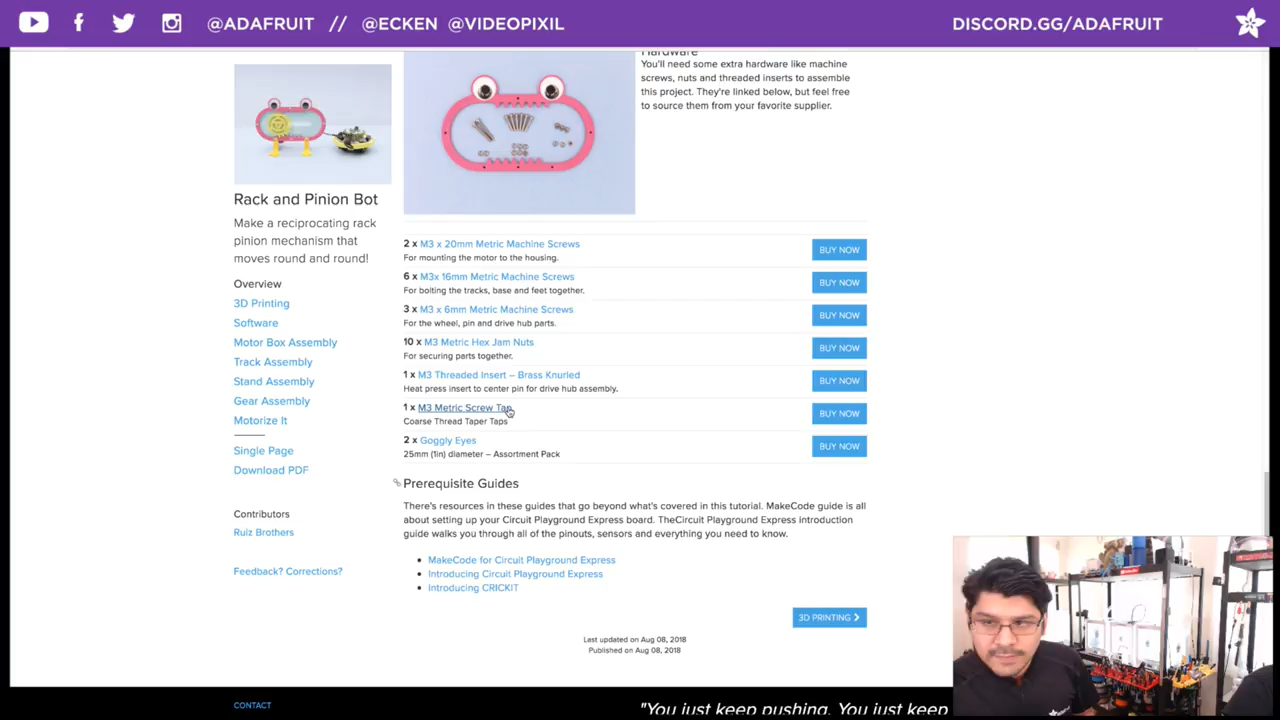 @ADAFRUIT // @ECKEN @VIDEOPIXIL
DISCORD.GG/ADAFRUIT
Rack and Pinion Bot
Make a reciprocating rack
pinion mechanism that
moves round and round!
Overview
3D Printing
Software
Motor Box Assembly
Track Assembly
Stand Assembly
Gear Assembly
Motorize It
Single Page
Download PDF
Contributors
Ruiz Brothers
Feedback? Corrections?
Hardware
You'll need some extra hardware like machine
screws, nuts and threaded inserts to assemble
this project. They're linked below, but feel free
to source them from your favorite supplier.
2 x M3 x 20mm Metric Machine Screws
For mounting the motor to the housing.
BUY NOW
6 x M3x 16mm Metric Machine Screws
For bolting the tracks, base and feet together.
BUY NOW
3 x M3 x 6mm Metric Machine Screws
For the wheel, pin and drive hub parts.
BUY NOW
10 x M3 Metric Hex Jam Nuts
For securing parts together.
BUY NOW
1 x M3 Threaded Insert – Brass Knurled
Heat press insert to center pin for drive hub assembly.
BUY NOW
1 x M3 Metric Screw Tap
Coarse Thread Taper Taps
BUY NOW
2 x Goggly Eyes
25mm (1in) diameter – Assortment Pack
BUY NOW
Prerequisite Guides
There's resources in these guides that go beyond what's covered in this tutorial. MakeCode guide is all
about setting up your Circuit Playground Express board. TheCircuit Playground Express introduction
guide walks you through all of the pinouts, sensors and everything you need to know.
MakeCode for Circuit Playground Express
Introducing Circuit Playground Express
Introducing CRICKIT
3D PRINTING
Last updated on Aug 08, 2018
Published on Aug 08, 2018
CONTACT
"You just keep pushing. You just keep